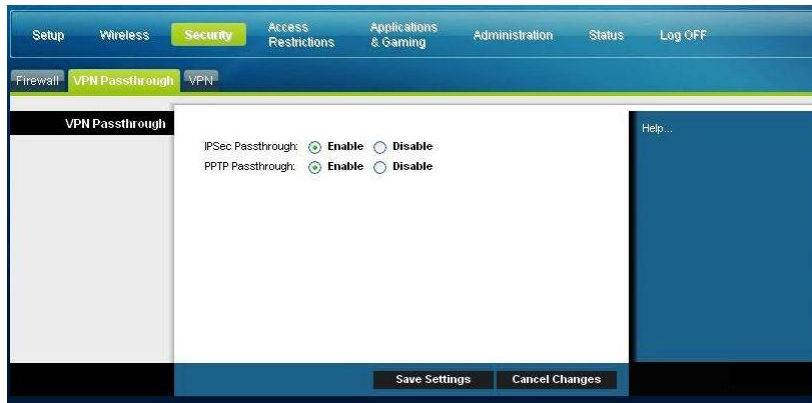 Setup Wireless Security Access Restrictions Applications & Gaming Administration Status Log OFF
Firewall VPN Passthrough VPN
VPN Passthrough
Help...
IPSec Passthrough: Enable Disable
PPTP Passthrough: Enable Disable
Save Settings Cancel Changes